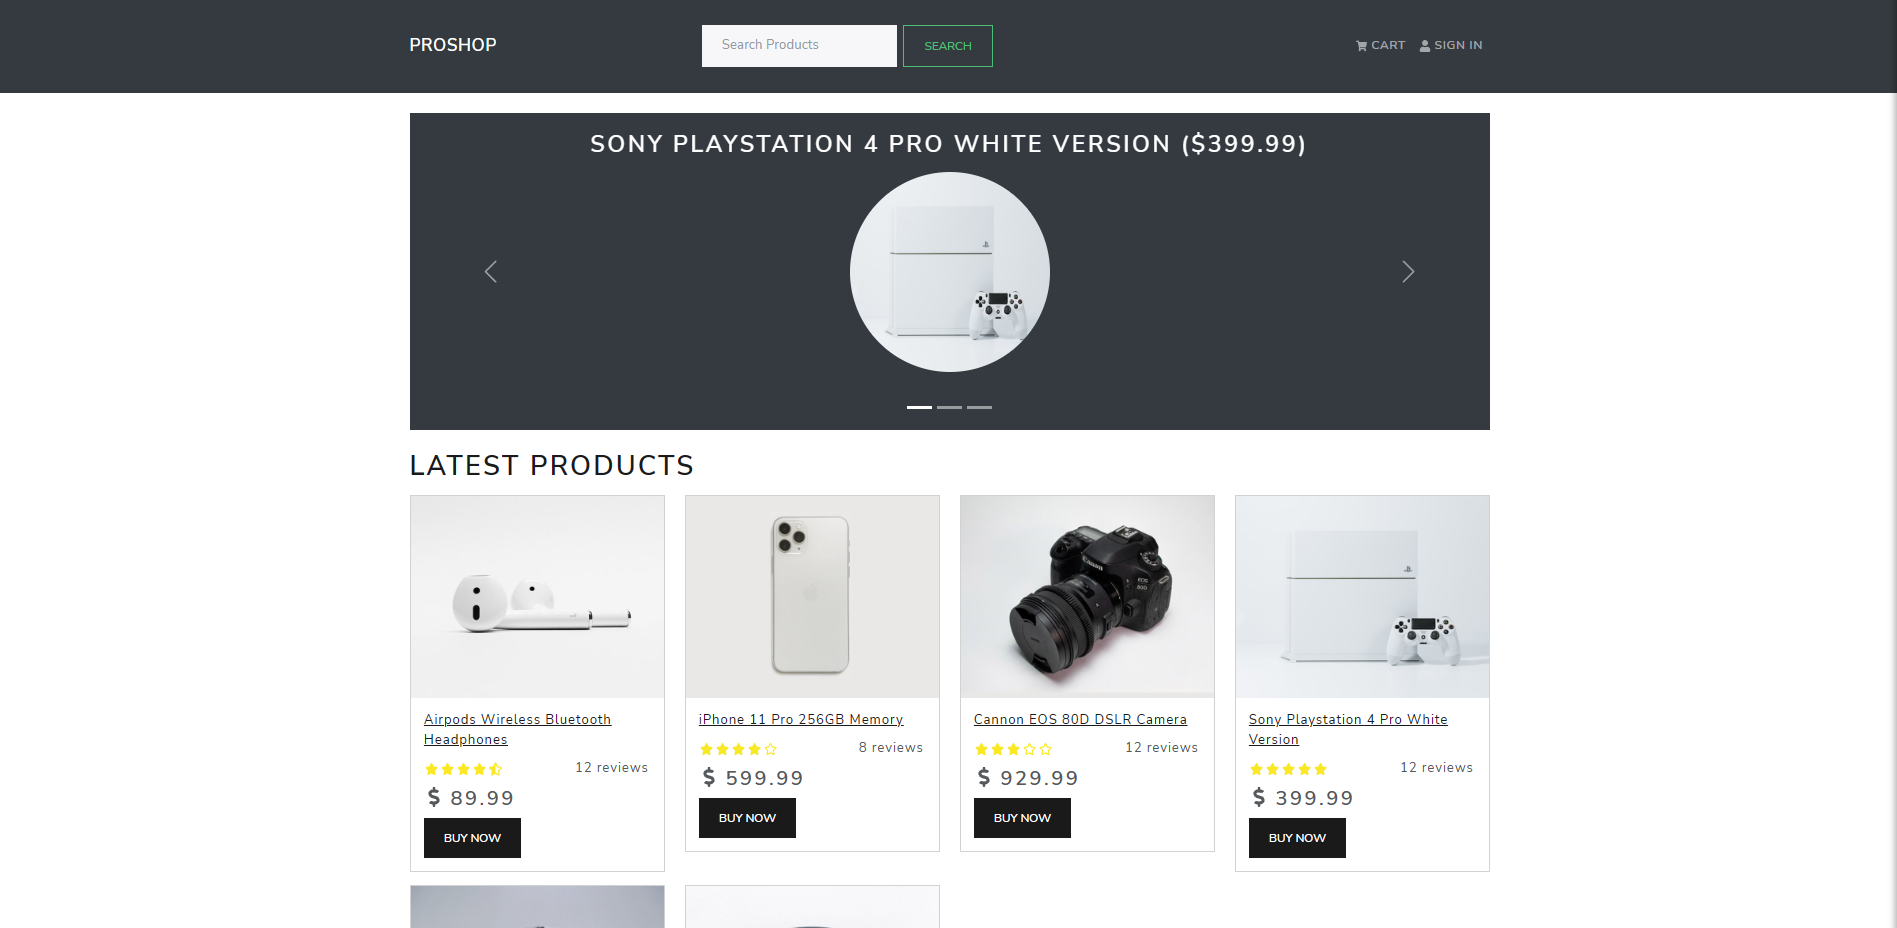 PROSHOP
Search Products
SEARCH
CART
SIGN IN
SONY PLAYSTATION 4 PRO WHITE VERSION ($399.99)
LATEST PRODUCTS
Canon
EOS
80D
Airpods Wireless Bluetooth
Headphones
12 reviews
$ 89.99
BUY NOW
iPhone 11 Pro 256GB Memory
8 reviews
$ 599.99
BUY NOW
Cannon EOS 80D DSLR Camera
12 reviews
$ 929.99
BUY NOW
Sony Playstation 4 Pro White
Version
12 reviews
$ 399.99
BUY NOW